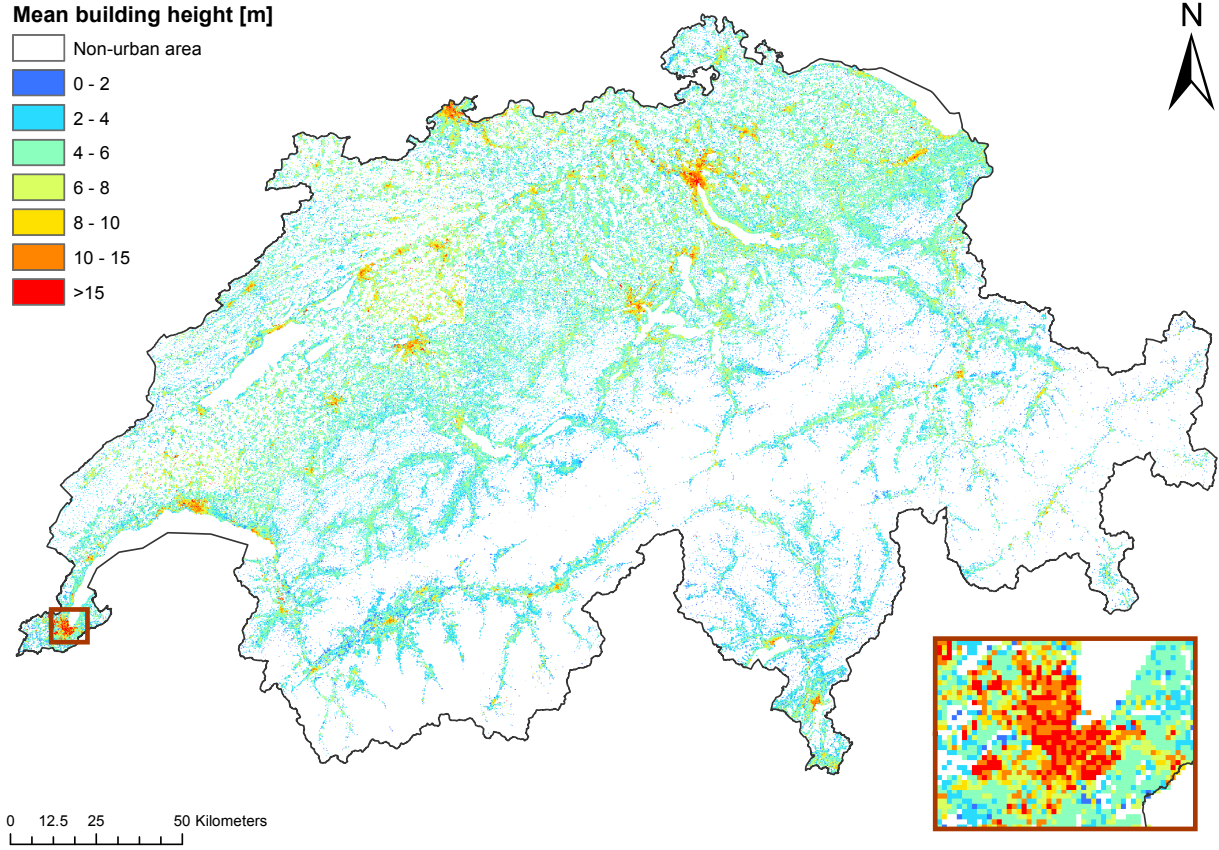 Mean building height [m]
Non-urban area
0 - 2
2 - 4
4 - 6
6 - 8
8 - 10
10 - 15
>15
N
0 12.5 25 50 Kilometers